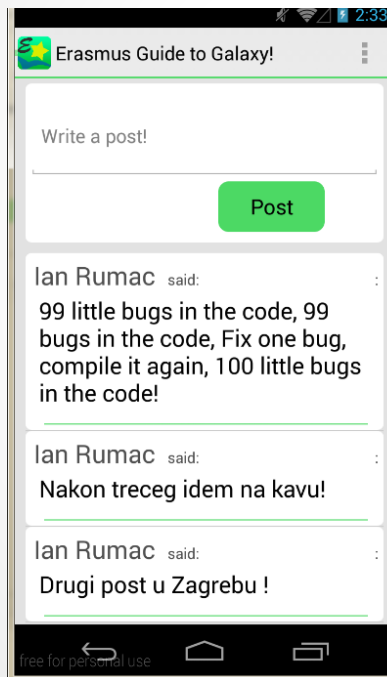 2:33
Erasmus Guide to Galaxy!
Write a post!
Post
Ian Rumac said: :
99 little bugs in the code, 99
bugs in the code, Fix one bug,
compile it again, 100 little bugs
in the code!
Ian Rumac said: :
Nakon treceg idem na kavu!
Ian Rumac said: :
Drugi post u Zagrebu !
free for personal use